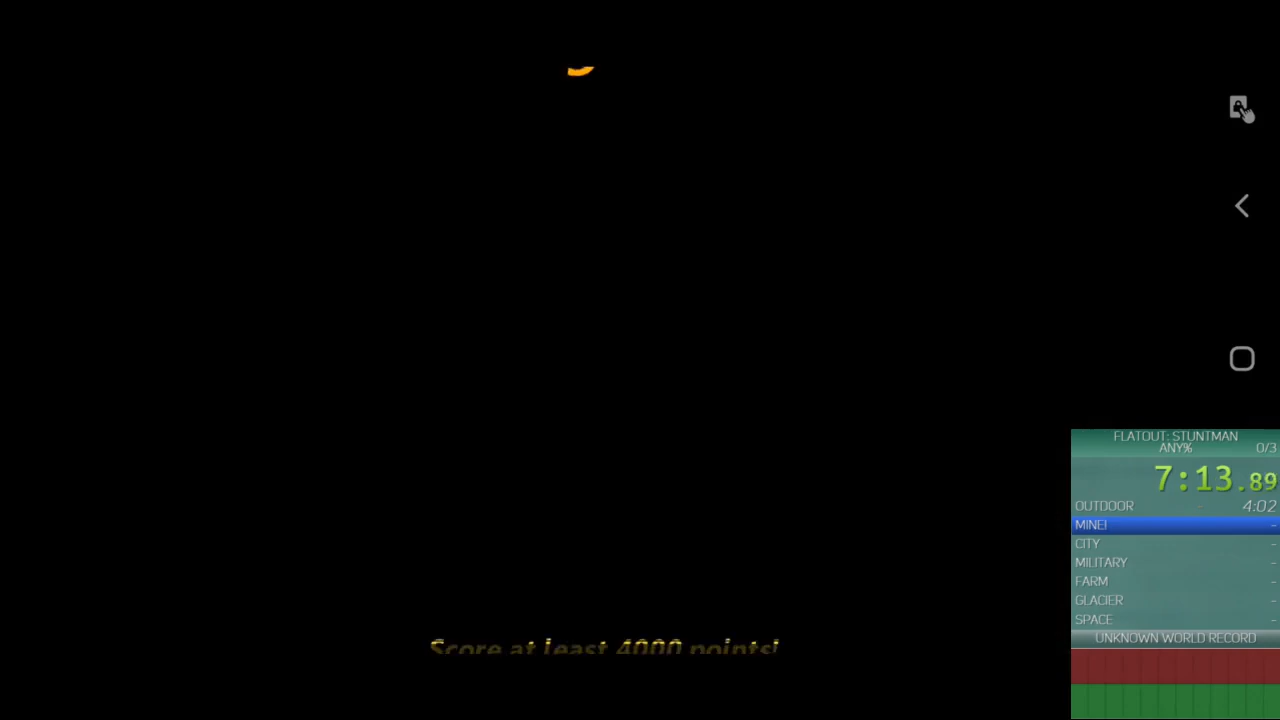 Score at least 4000 points!
FLATOUT: STUNTMAN
ANY% 0/3
7:13.89
OUTDOOR - 4:02
MINE! -
CITY -
MILITARY -
FARM -
GLACIER -
SPACE -
UNKNOWN WORLD RECORD